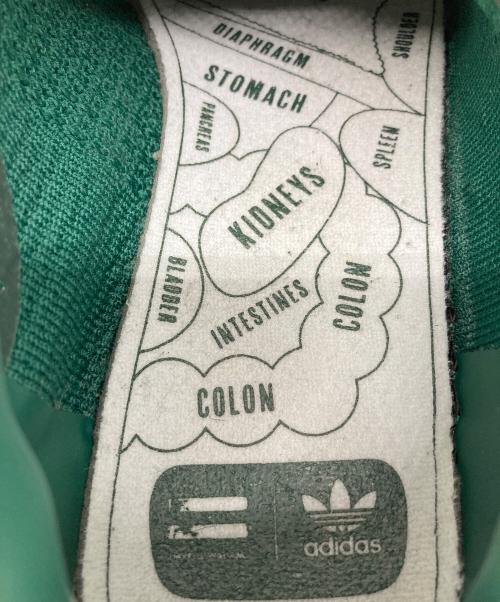 SHOULDER
DIAPHRAGM
STOMACH
PANCREAS
SPLEEN
KIDNEYS
BLADDER
INTESTINES
COLON
COLON
adidas